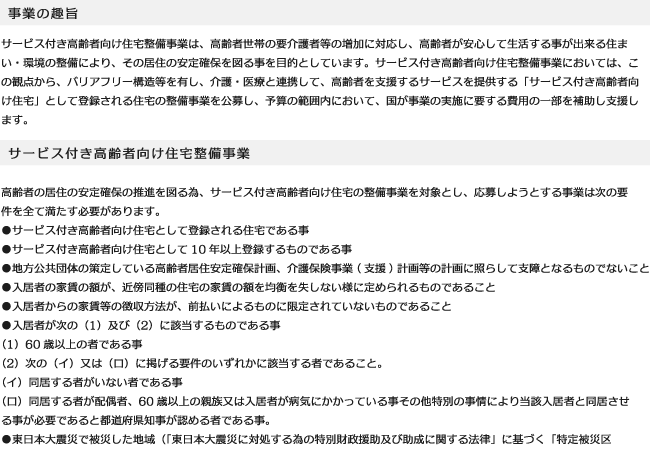 事業の趣旨
サービス付き高齢者向け住宅整備事業は、高齢者世帯の要介護者等の増加に対応し、高齢者が安心して生活する事が出来る住ま
い・環境の整備により、その居住の安定確保を図る事を目的としています。サービス付き高齢者向け住宅整備事業においては、こ
の観点から、バリアフリー構造等を有し、介護・医療と連携して、高齢者を支援するサービスを提供する「サービス付き高齢者向
け住宅」として登録される住宅の整備事業を公募し、予算の範囲内において、国が事業の実施に要する費用の一部を補助し支援し
ます。
サービス付き高齢者向け住宅整備事業
高齢者の居住の安定確保の推進を図る為、サービス付き高齢者向け住宅の整備事業を対象とし、応募しようとする事業は次の要
件を全て満たす必要があります。
●サービス付き高齢者向け住宅として登録される住宅である事
●サービス付き高齢者向け住宅として 10 年以上登録するものである事
●地方公共団体の策定している高齢者居住安定確保計画、介護保険事業 ( 支援 ) 計画等の計画に照らして支障となるものでないこと
●入居者の家賃の額が、近傍同種の住宅の家賃の額を均衡を失しない様に定められるものであること
●入居者からの家賃等の徴収方法が、前払いによるものに限定されていないものであること
●入居者が次の（1）及び（2）に該当するものである事
（1）60 歳以上の者である事
（2）次の（イ）又は（ロ）に掲げる要件のいずれかに該当する者であること。
（イ）同居する者がいない者である事
（ロ）同居する者が配偶者、60 歳以上の親族又は入居者が病気にかかっている事その他特別の事情により当該入居者と同居させ
る事が必要であると都道府県知事が認める者である事。
●東日本大震災で被災した地域（「東日本大震災に対処する為の特別財政援助及び助成に関する法律」に基づく「特定被災区